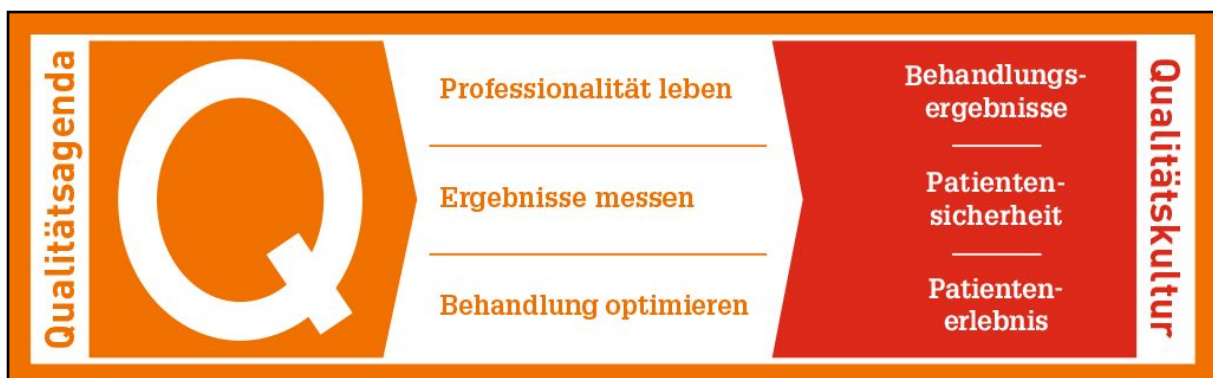 Qualitätsagenda
Q
Professionalität leben
Ergebnisse messen
Behandlung optimieren
Behandlungs-
ergebnisse
Patienten-
sicherheit
Patienten-
erlebnis
Qualitätskultur